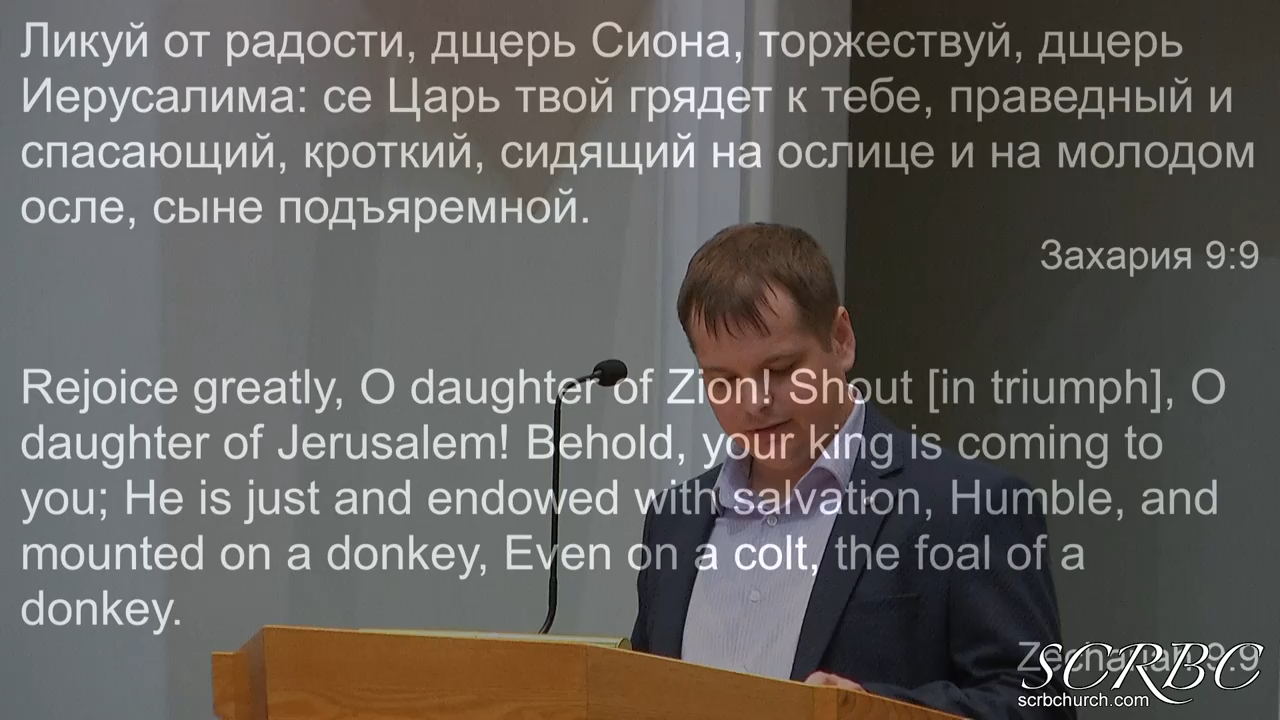 Ликуй от радости, дщерь Сиона, торжествуй, дщерь
Иерусалима: се Царь твой грядет к тебе, праведный и
спасающий, кроткий, сидящий на ослице и на молодом
осле, сыне подъяремной.
Захария 9:9
Rejoice greatly, O daughter of Zion! Shout [in triumph], O
daughter of Jerusalem! Behold, your king is coming to
you; He is just and endowed with salvation, Humble, and
mounted on a donkey, Even on a colt, the foal of a
donkey.
Zechariah 9:9
SCRBC
scrbchurch.com